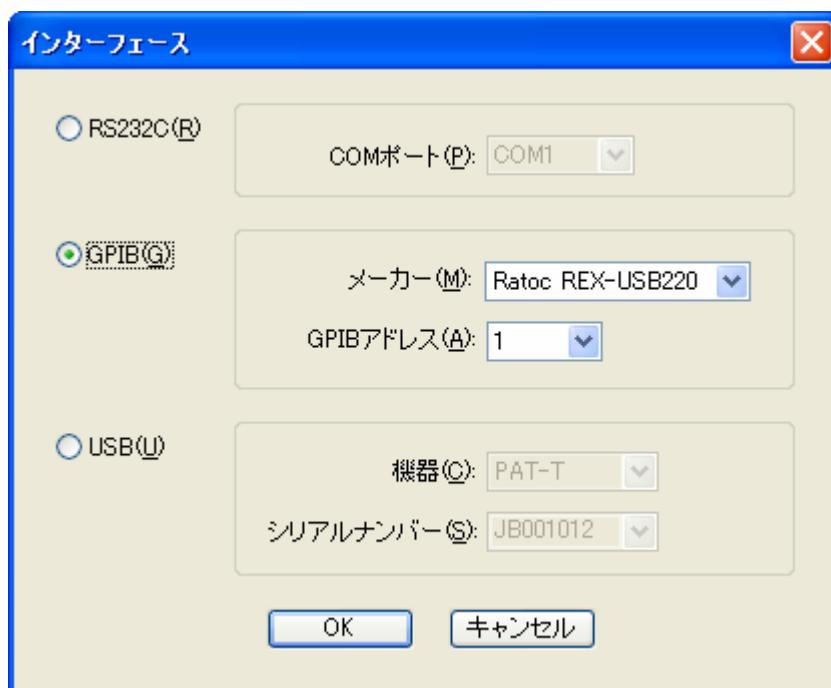 インターフェース
RS232C(R)
COMポート(P): COM1
GPIB(G)
メーカー(M): Ratoc REX-USB220
GPIBアドレス(A): 1
USB(U)
機器(C): PAT-T
シリアルナンバー(S): JB001012
OK キャンセル